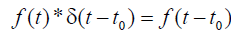 f(t) * δ(t − t₀) = f(t − t₀)